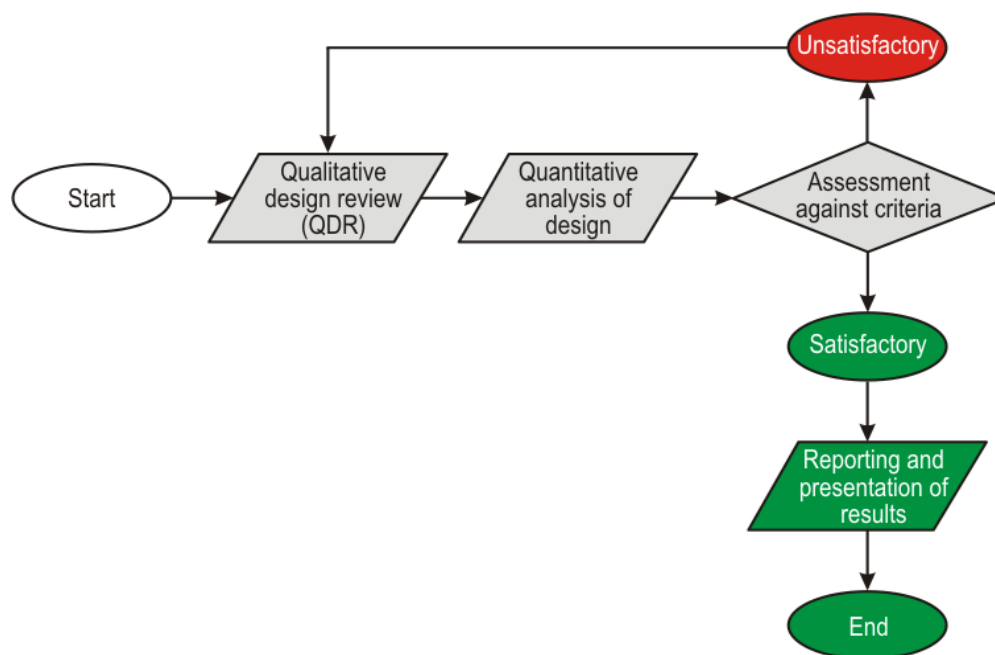 Unsatisfactory
Start
Qualitative
design review
(QDR)
Quantitative
analysis of
design
Assessment
against criteria
Satisfactory
Reporting and
presentation of
results
End